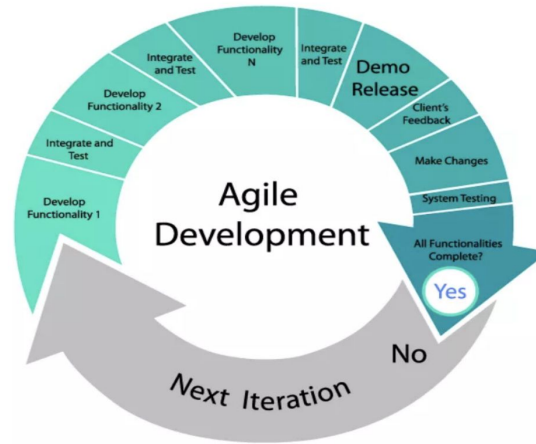 Develop
Functionality 1
Integrate and
Test
Develop
Functionality 2
Integrate
and Test
Develop
Functionality
N
Integrate
and Test
Demo
Release
Client's
Feedback
Make Changes
System Testing
All Functionalities
Complete?
Yes
No
Next Iteration
Agile
Development